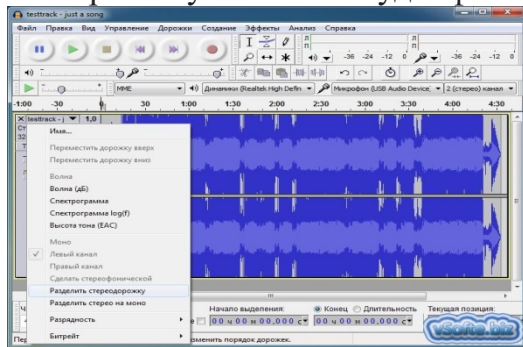 testtrack - just a song
Файл Правка Вид Управление Дорожки Создание Эффекты Анализ Справка
-36 -24 -12 0 -36 -24 -12 0
MME Динамики (Realtek High Defin Микрофон (USB Audio Device) 2 (стерео) канал
-1:00 -30 0 30 1:00 1:30 2:00 2:30 3:00 3:30 4:00 4:30
testtrack - j 1,0
Имя...
Переместить дорожку вверх
Переместить дорожку вниз
Волна
Волна (дБ)
Спектрограмма
Спектрограмма log(f)
Высота тона (EAC)
Моно
Левый канал
Правый канал
Сделать стереофонической
Разделить стереодорожку
Разделить стерео на моно
Разрядность
Битрейт
Начало выделения: Конец Длительность Текущая позиция:
00 ч 00 м 00,000 с 00 ч 00 м 00,000 с
изменить порядок дорожек.
vSofte.biz